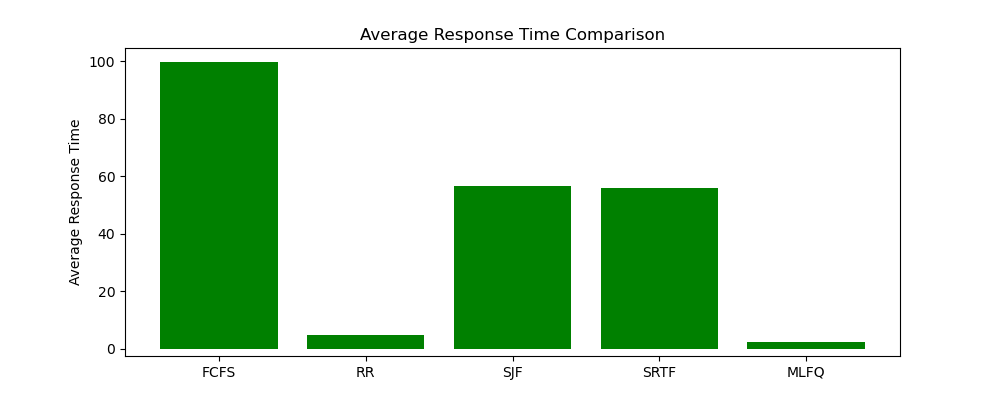 Average Response Time Comparison
Average Response Time
100
80
60
40
20
0
FCFS RR SJF SRTF MLFQ